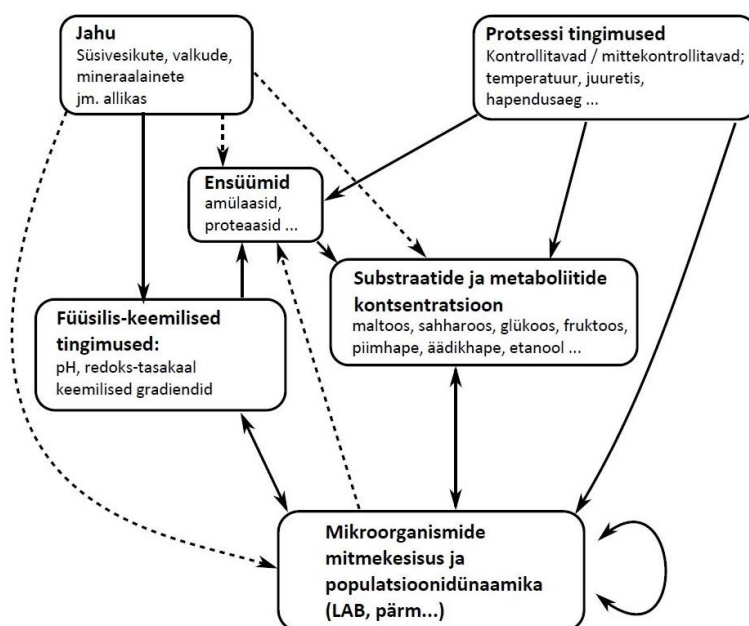 Jahu
Süsivesikute, valkude,
mineraalainete
jm. allikas
Protsessi tingimused
Kontrollitavad / mittekontrollitavad;
temperatuur, juuretis,
hapendusaeg ...
Ensüümid
amülaasid,
proteaasid ...
Substraatide ja metaboliitide
kontsentratsioon
maltoos, sahharoos, glükoos, fruktoos,
piimhape, äädikhape, etanool ...
Füüsilis-keemilised
tingimused:
pH, redoks-tasakaal
keemilised gradiendid
Mikroorganismide
mitmekesisus ja
populatsioonidünaamika
(LAB, pärm...)